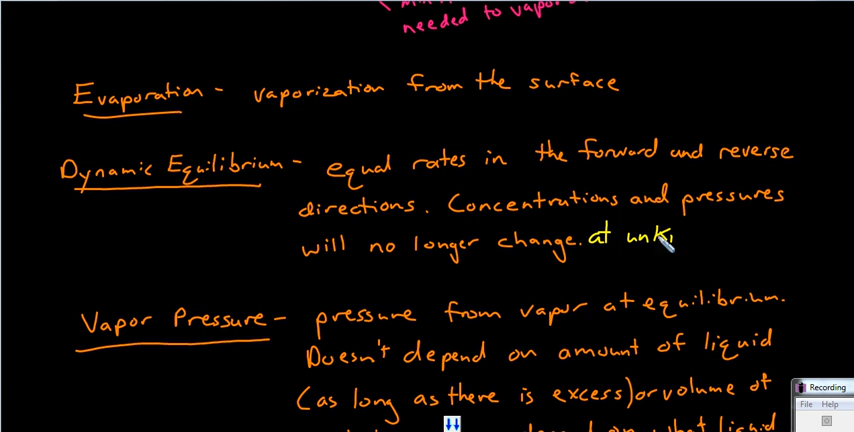 needed to vapor
Evaporation - vaporization from the surface
Dynamic Equilibrium - equal rates in the forward and reverse
directions. Concentrations and pressures
will no longer change. at unk
Vapor Pressure - pressure from vapor at equilibrium.
Doesn't depend on amount of liquid
(as long as there is excess) or volume of
Recording
File Help